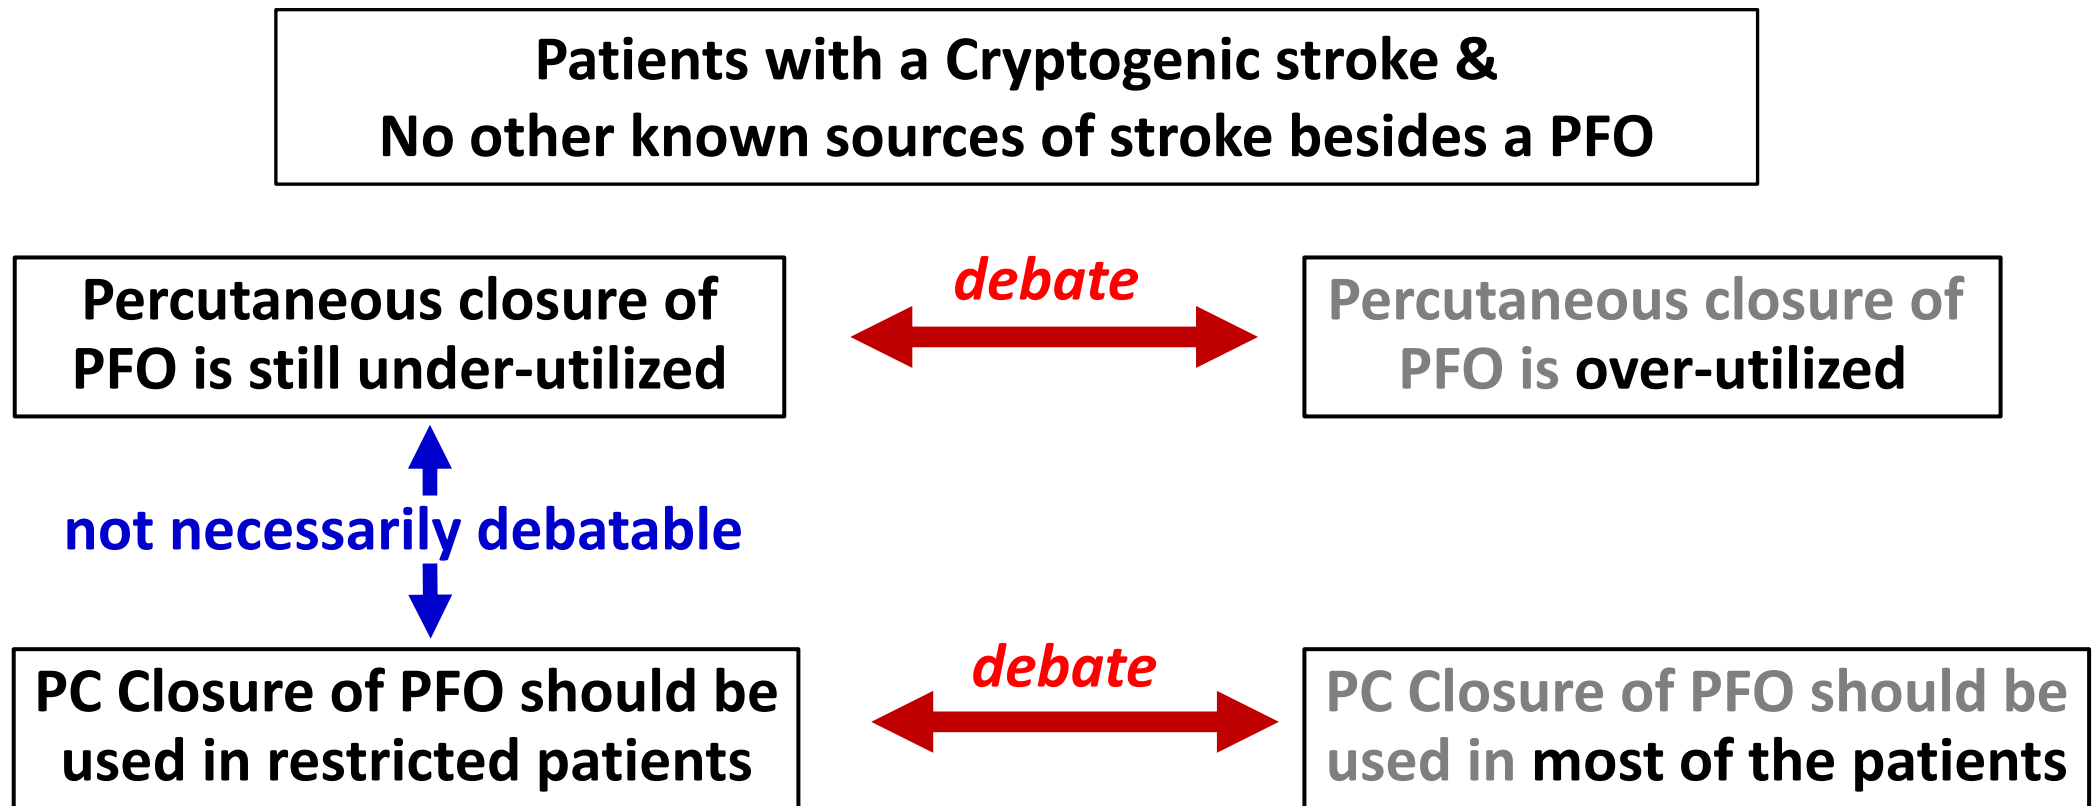 Patients with a Cryptogenic stroke &
No other known sources of stroke besides a PFO
debate
Percutaneous closure of
PFO is still under-utilized
Percutaneous closure of
PFO is over-utilized
not necessarily debatable
debate
PC Closure of PFO should be
used in restricted patients
PC Closure of PFO should be
used in most of the patients